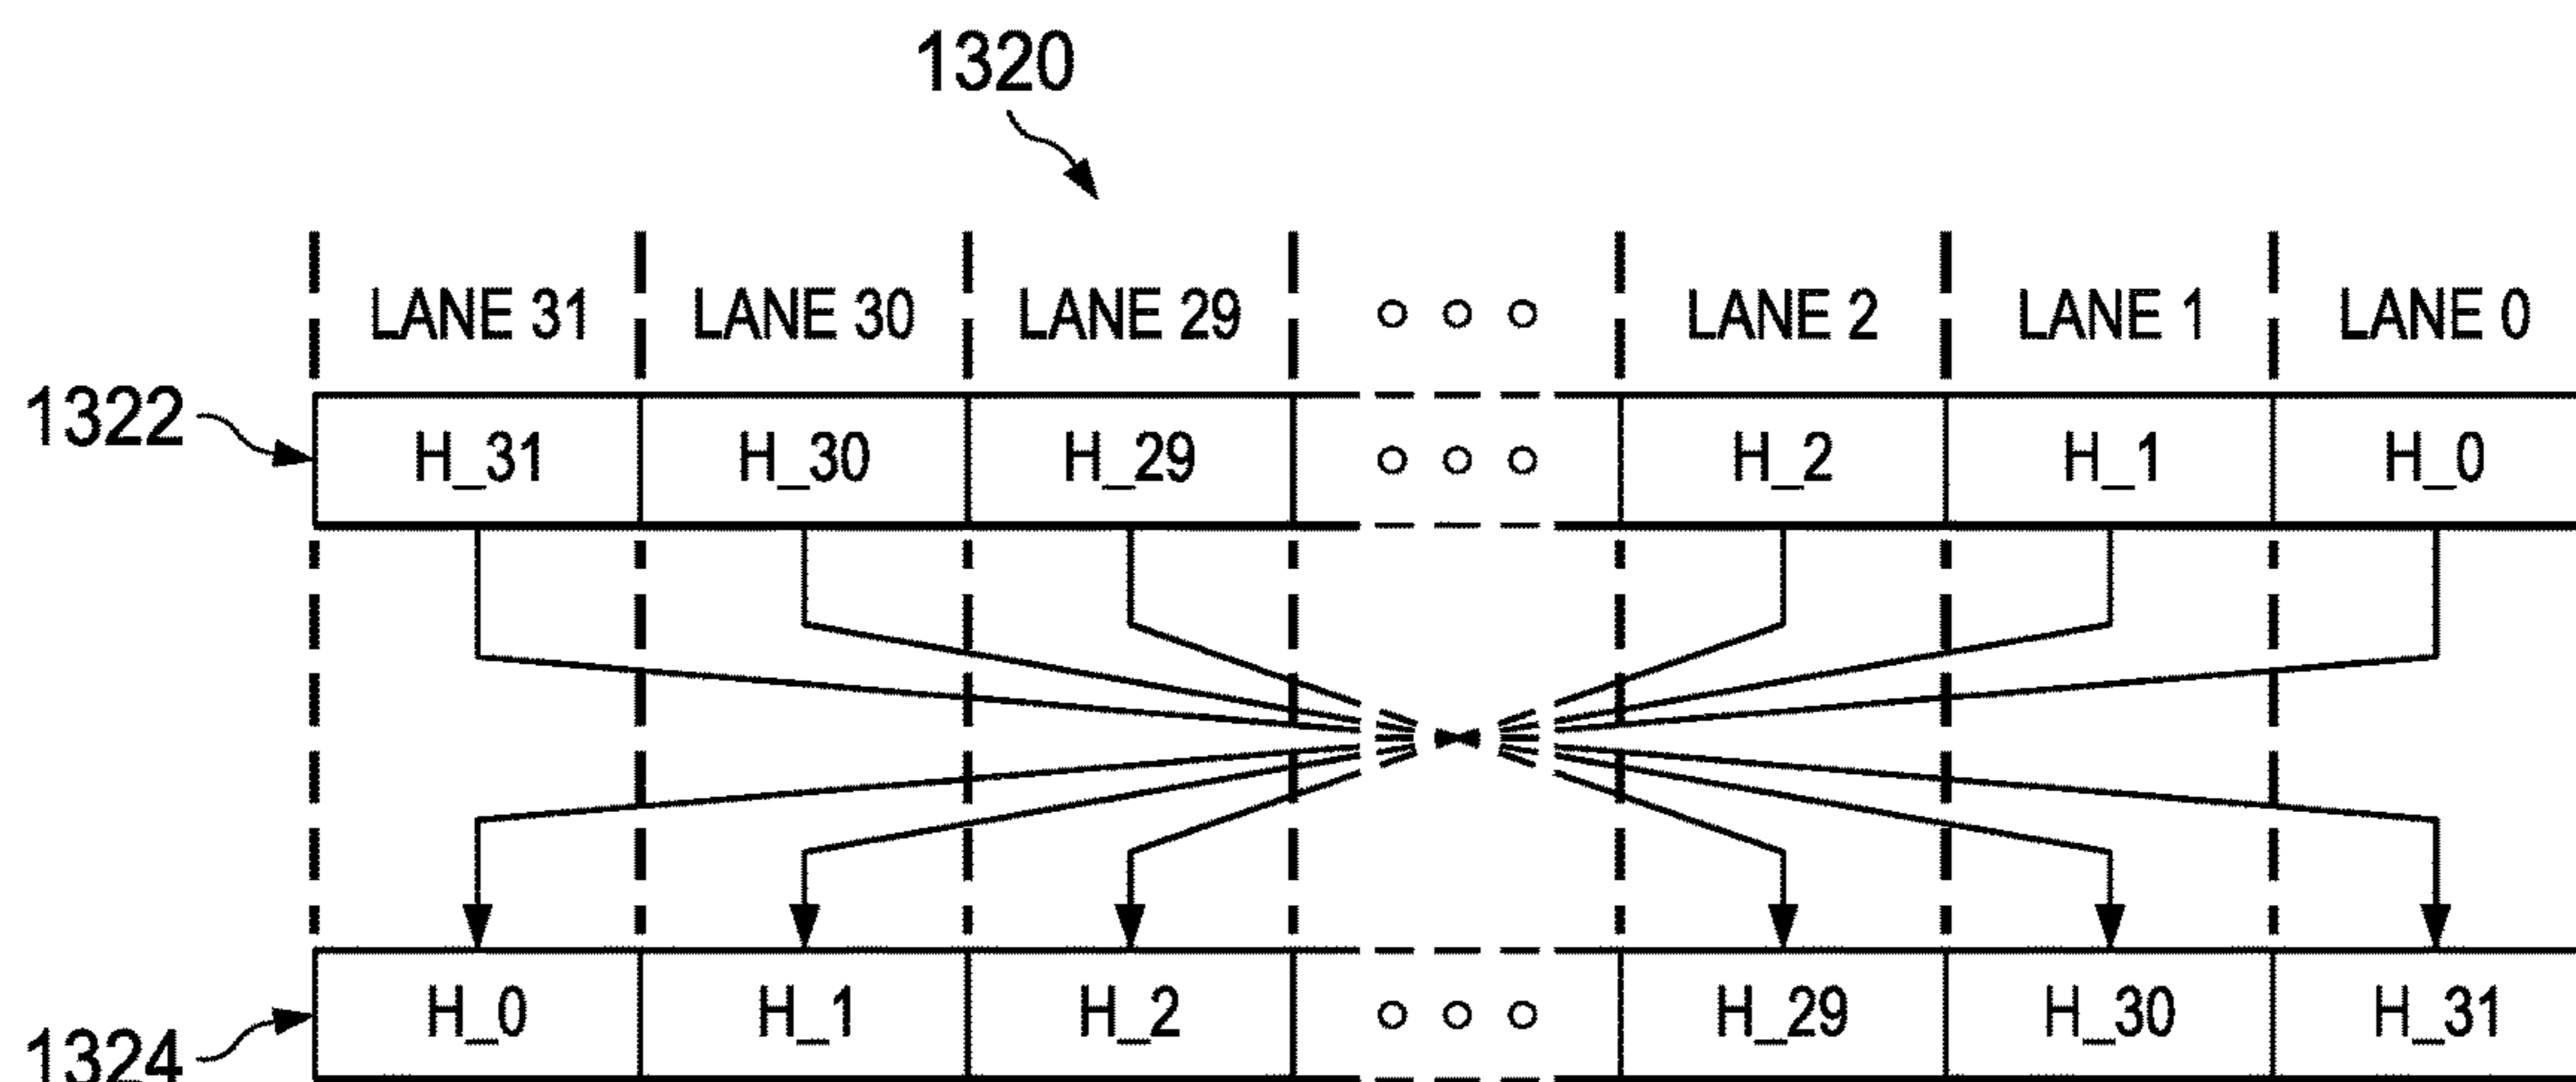 1320
LANE 31 LANE 30 LANE 29 LANE 2 LANE 1 LANE 0
1322
H_31 H_30 H_29 H_2 H_1 H_0
H_0 H_1 H_2 H_29 H_30 H_31
1324